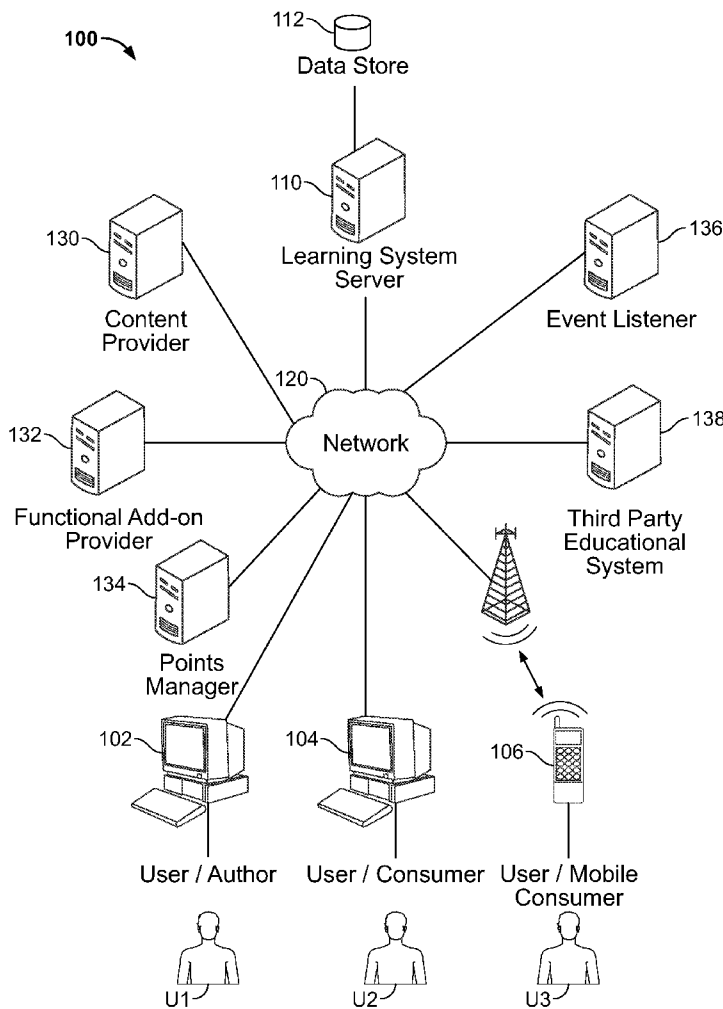 100
112
Data Store
110
Learning System
Server
130
Content
Provider
136
Event Listener
120
Network
132
Functional Add-on
Provider
138
Third Party
Educational
System
134
Points
Manager
102
104
106
User / Author
User / Consumer
User / Mobile
Consumer
U1
U2
U3